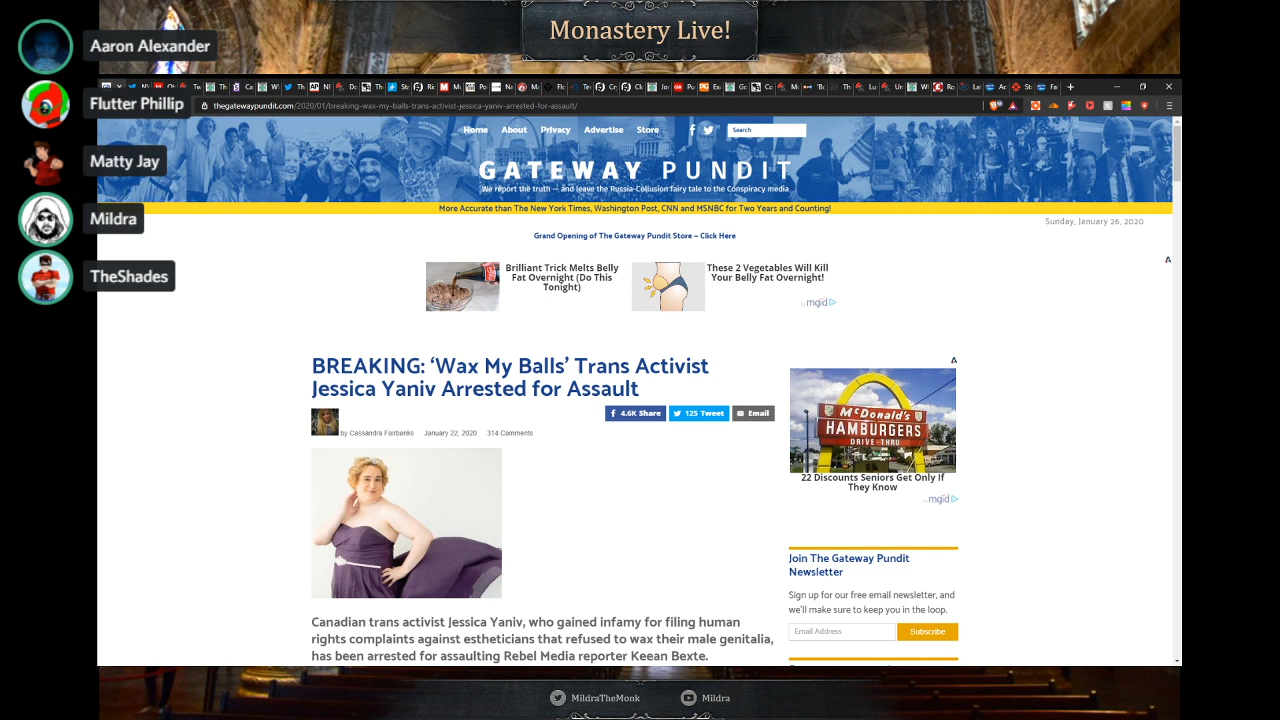 Monastery Live!
Aaron Alexander
Flutter Phillip
Matty Jay
Mildra
TheShades
thegatewaypundit.com/2020/01/breaking-wax-my-balls-trans-activist-jessica-yaniv-arrested-for-assault/
Home About Privacy Advertise Store
Search
GATEWAY PUNDIT
We report the truth — and leave the Russia-Collusion fairy tale to the Conspiracy media
More Accurate than The New York Times, Washington Post, CNN and MSNBC for Two Years and Counting!
Sunday, January 26, 2020
Grand Opening of The Gateway Pundit Store – Click Here
Brilliant Trick Melts Belly
Fat Overnight (Do This
Tonight)
These 2 Vegetables Will Kill
Your Belly Fat Overnight!
by mgid
BREAKING: ‘Wax My Balls’ Trans Activist
Jessica Yaniv Arrested for Assault
4.6K Share
125 Tweet
Email
by Cassandra Fairbanks January 22, 2020 314 Comments
Canadian trans activist Jessica Yaniv, who gained infamy for filing human
rights complaints against estheticians that refused to wax their male genitalia,
has been arrested for assaulting Rebel Media reporter Keean Bexte.
McDonald's
HAMBURGERS
DRIVE-THRU
22 Discounts Seniors Get Only If
They Know
by mgid
Join The Gateway Pundit
Newsletter
Sign up for our free email newsletter, and
we'll make sure to keep you in the loop.
Email Address
Subscribe
MildraTheMonk
Mildra